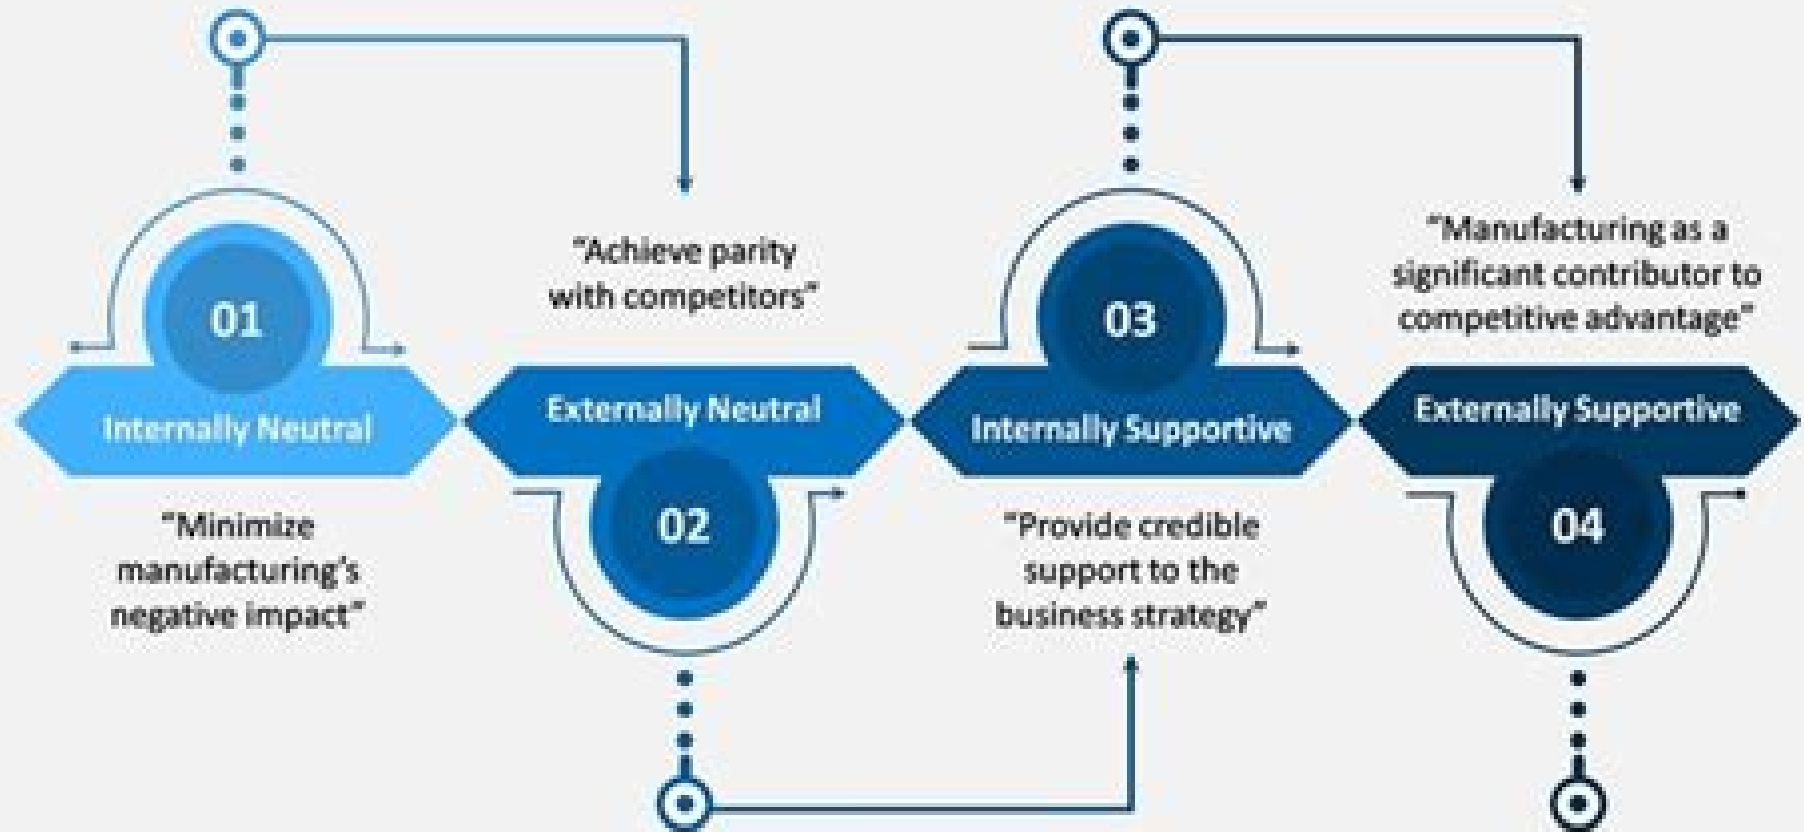 01
Internally Neutral
“Minimize
manufacturing’s
negative impact”
“Achieve parity
with competitors”
Externally Neutral
02
03
Internally Supportive
“Provide credible
support to the
business strategy”
“Manufacturing as a
significant contributor to
competitive advantage”
Externally Supportive
04